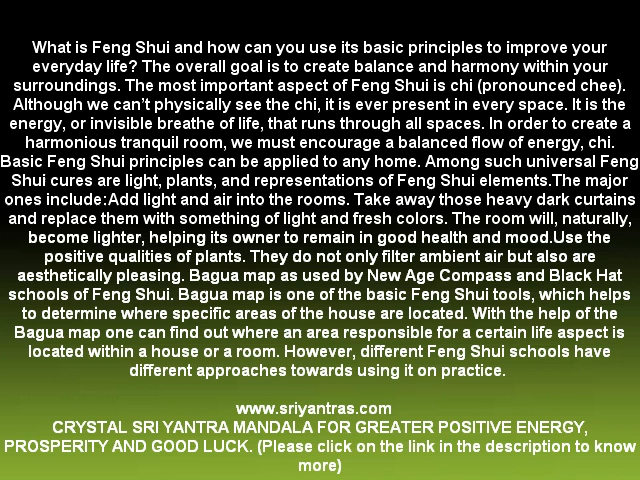 What is Feng Shui and how can you use its basic principles to improve your
everyday life? The overall goal is to create balance and harmony within your
surroundings. The most important aspect of Feng Shui is chi (pronounced chee).
Although we can’t physically see the chi, it is ever present in every space. It is the
energy, or invisible breathe of life, that runs through all spaces. In order to create a
harmonious tranquil room, we must encourage a balanced flow of energy, chi.
Basic Feng Shui principles can be applied to any home. Among such universal Feng
Shui cures are light, plants, and representations of Feng Shui elements.The major
ones include:Add light and air into the rooms. Take away those heavy dark curtains
and replace them with something of light and fresh colors. The room will, naturally,
become lighter, helping its owner to remain in good health and mood.Use the
positive qualities of plants. They do not only filter ambient air but also are
aesthetically pleasing. Bagua map as used by New Age Compass and Black Hat
schools of Feng Shui. Bagua map is one of the basic Feng Shui tools, which helps
to determine where specific areas of the house are located. With the help of the
Bagua map one can find out where an area responsible for a certain life aspect is
located within a house or a room. However, different Feng Shui schools have
different approaches towards using it on practice.
www.sriyantras.com
CRYSTAL SRI YANTRA MANDALA FOR GREATER POSITIVE ENERGY,
PROSPERITY AND GOOD LUCK. (Please click on the link in the description to know
more)